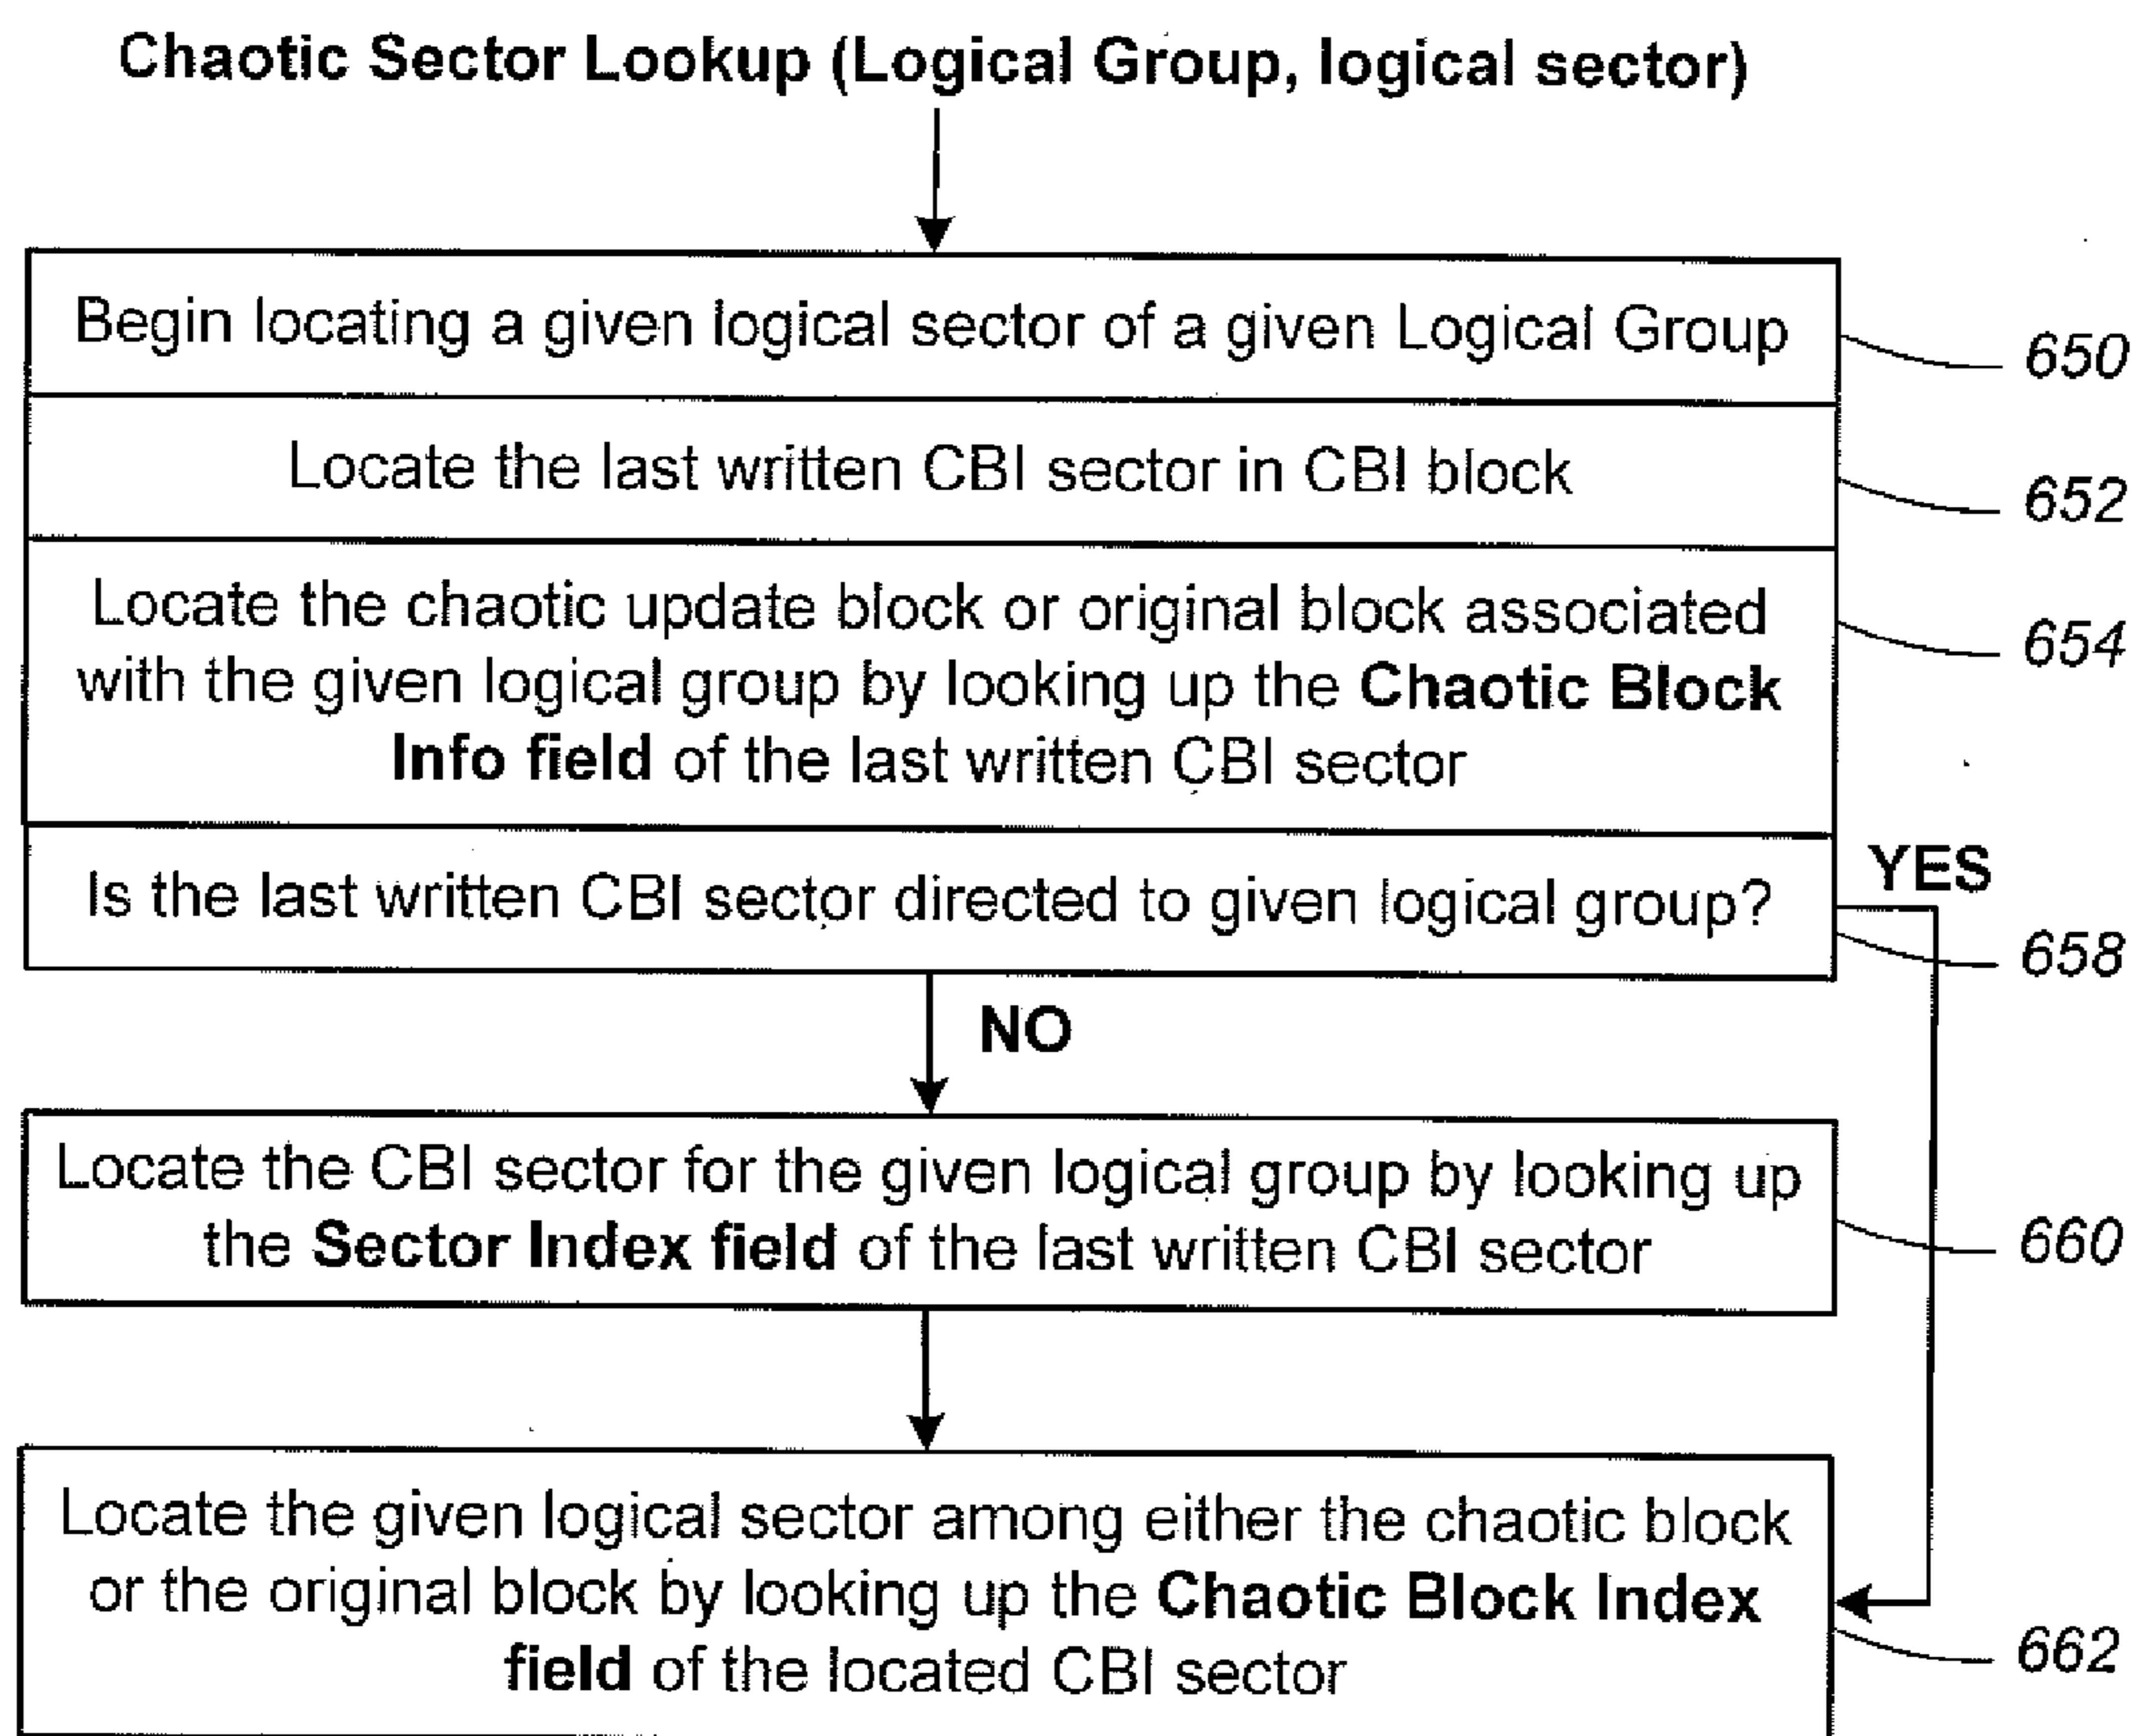 Chaotic Sector Lookup (Logical Group, logical sector)
Begin locating a given logical sector of a given Logical Group
650
Locate the last written CBI sector in CBI block
652
Locate the chaotic update block or original block associated
with the given logical group by looking up the Chaotic Block
Info field of the last written CBI sector
654
Is the last written CBI sector directed to given logical group?
YES
658
NO
Locate the CBI sector for the given logical group by looking up
the Sector Index field of the last written CBI sector
660
Locate the given logical sector among either the chaotic block
or the original block by looking up the Chaotic Block Index
field of the located CBI sector
662